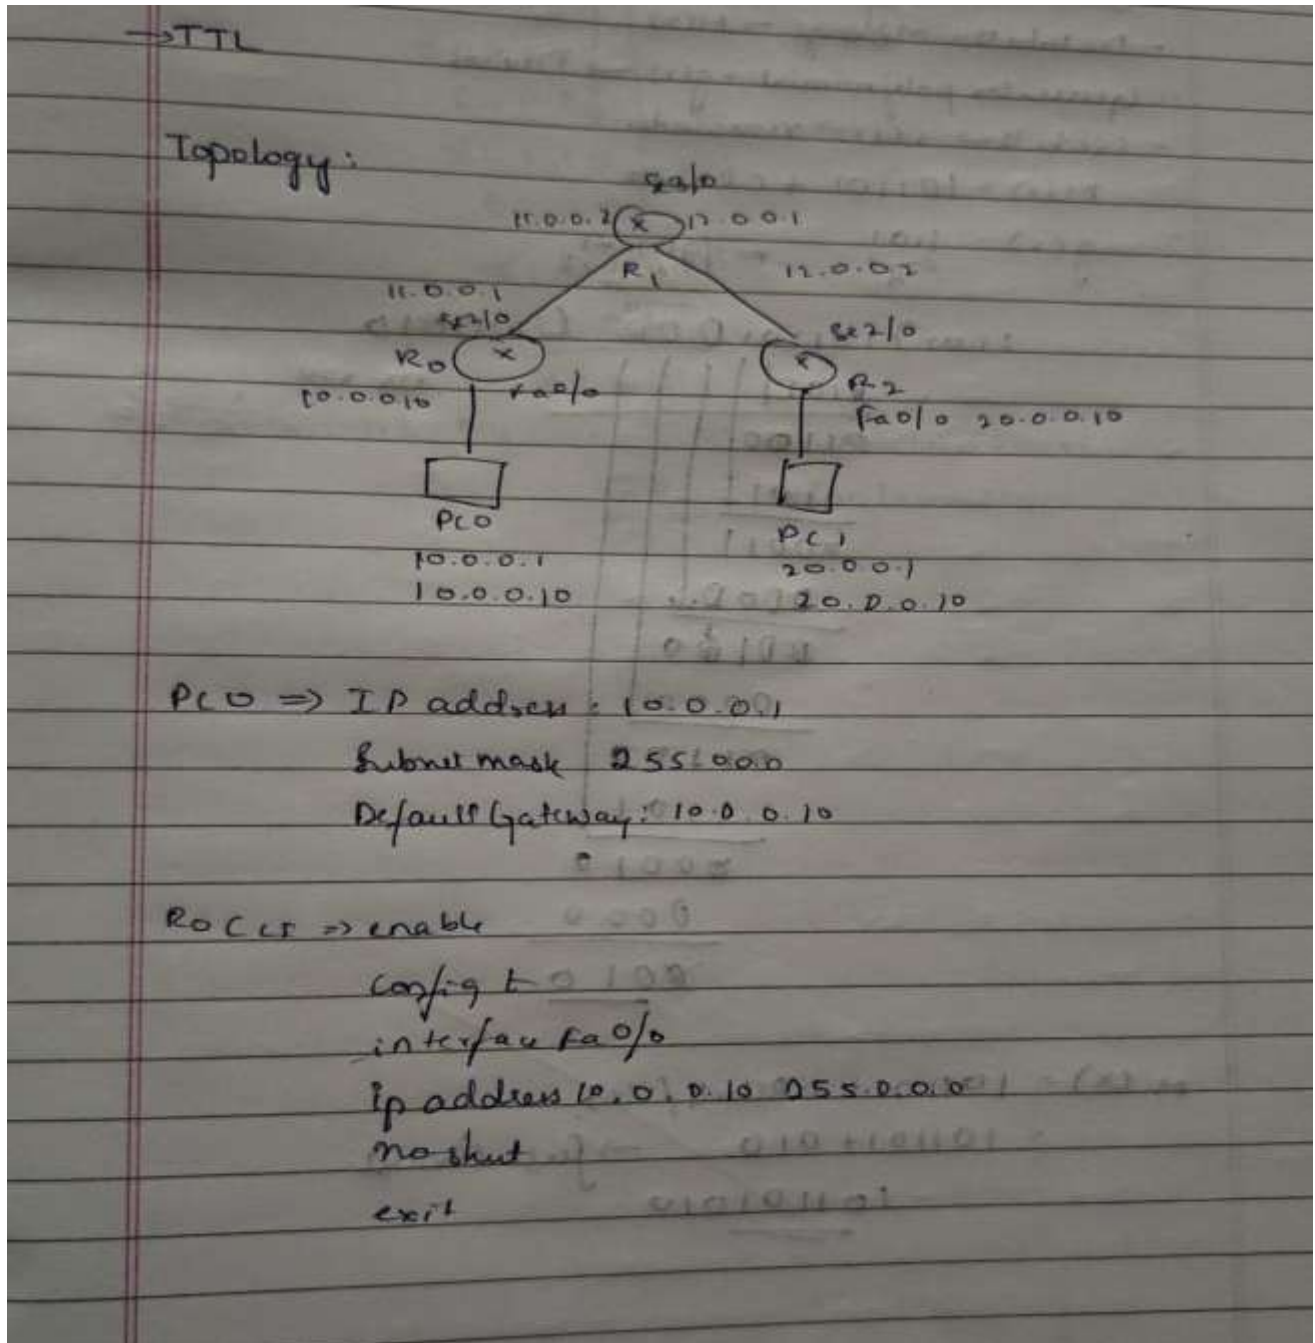 →TTL
Topology:
11.0.0.2 12.0.0.1
R1 12.0.0.2
11.0.0.1
se2/0 se2/0
R0 R2
10.0.0.10 Fa0/0
Fa0/0 20.0.0.10
PC0 PC1
10.0.0.1 20.0.0.1
10.0.0.10 20.0.0.10
PC0 => IP address : 10.0.0.1
Subnet mask 255.0.0.0
Default Gateway: 10.0.0.10
R0 CLI => enable
config t
interface fa0/0
ip address 10.0.0.10 255.0.0.0
no shut
exit